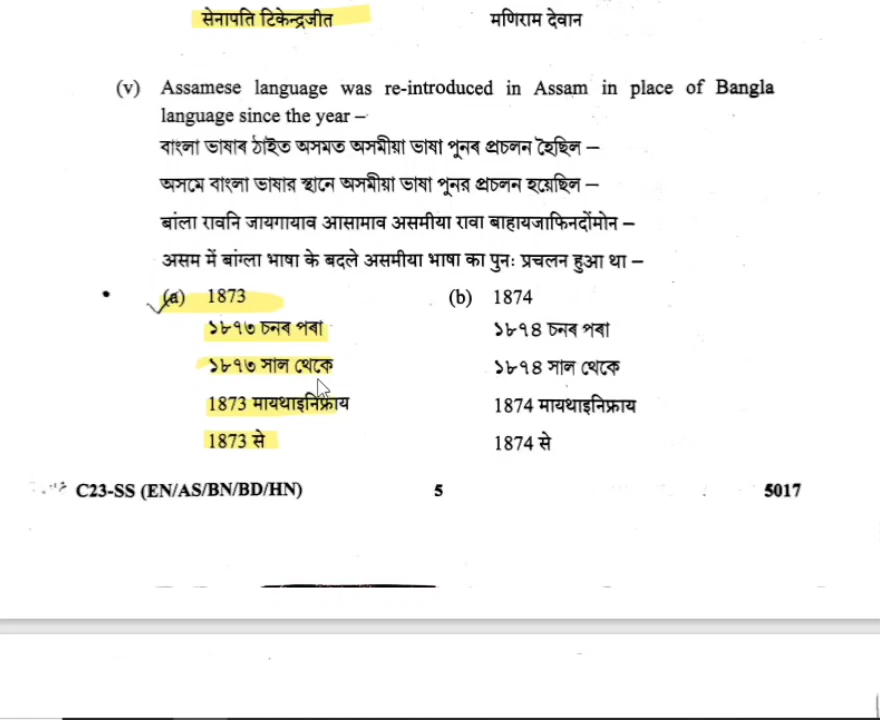 सेनापति टिकेन्द्रजीत मणिराम देवान
(v) Assamese language was re-introduced in Assam in place of Bangla
language since the year –
বাংলা ভাষাৰ ঠাইত অসমত অসমীয়া ভাষা পুনৰ প্ৰচলন হৈছিল –
অসমে বাংলা ভাষার স্থানে অসমীয়া ভাষা পুনর প্রচলন হয়েছিল –
बांला रावनि जायगायाव आसामाव असमीया रावा बाहायजाफिनदोंमोन –
असम में बांग्ला भाषा के बदले असमीया भाषा का पुनः प्रचलन हुआ था –
(a) 1873 (b) 1874
১৮৭৩ চনৰ পৰা ১৮৭৪ চনৰ পৰা
১৮৭৩ সাল থেকে ১৮৭৪ সাল থেকে
1873 मायथाइनिफ्राय 1874 मायथाइनिफ्राय
1873 से 1874 से
C23-SS (EN/AS/BN/BD/HN) 5 5017